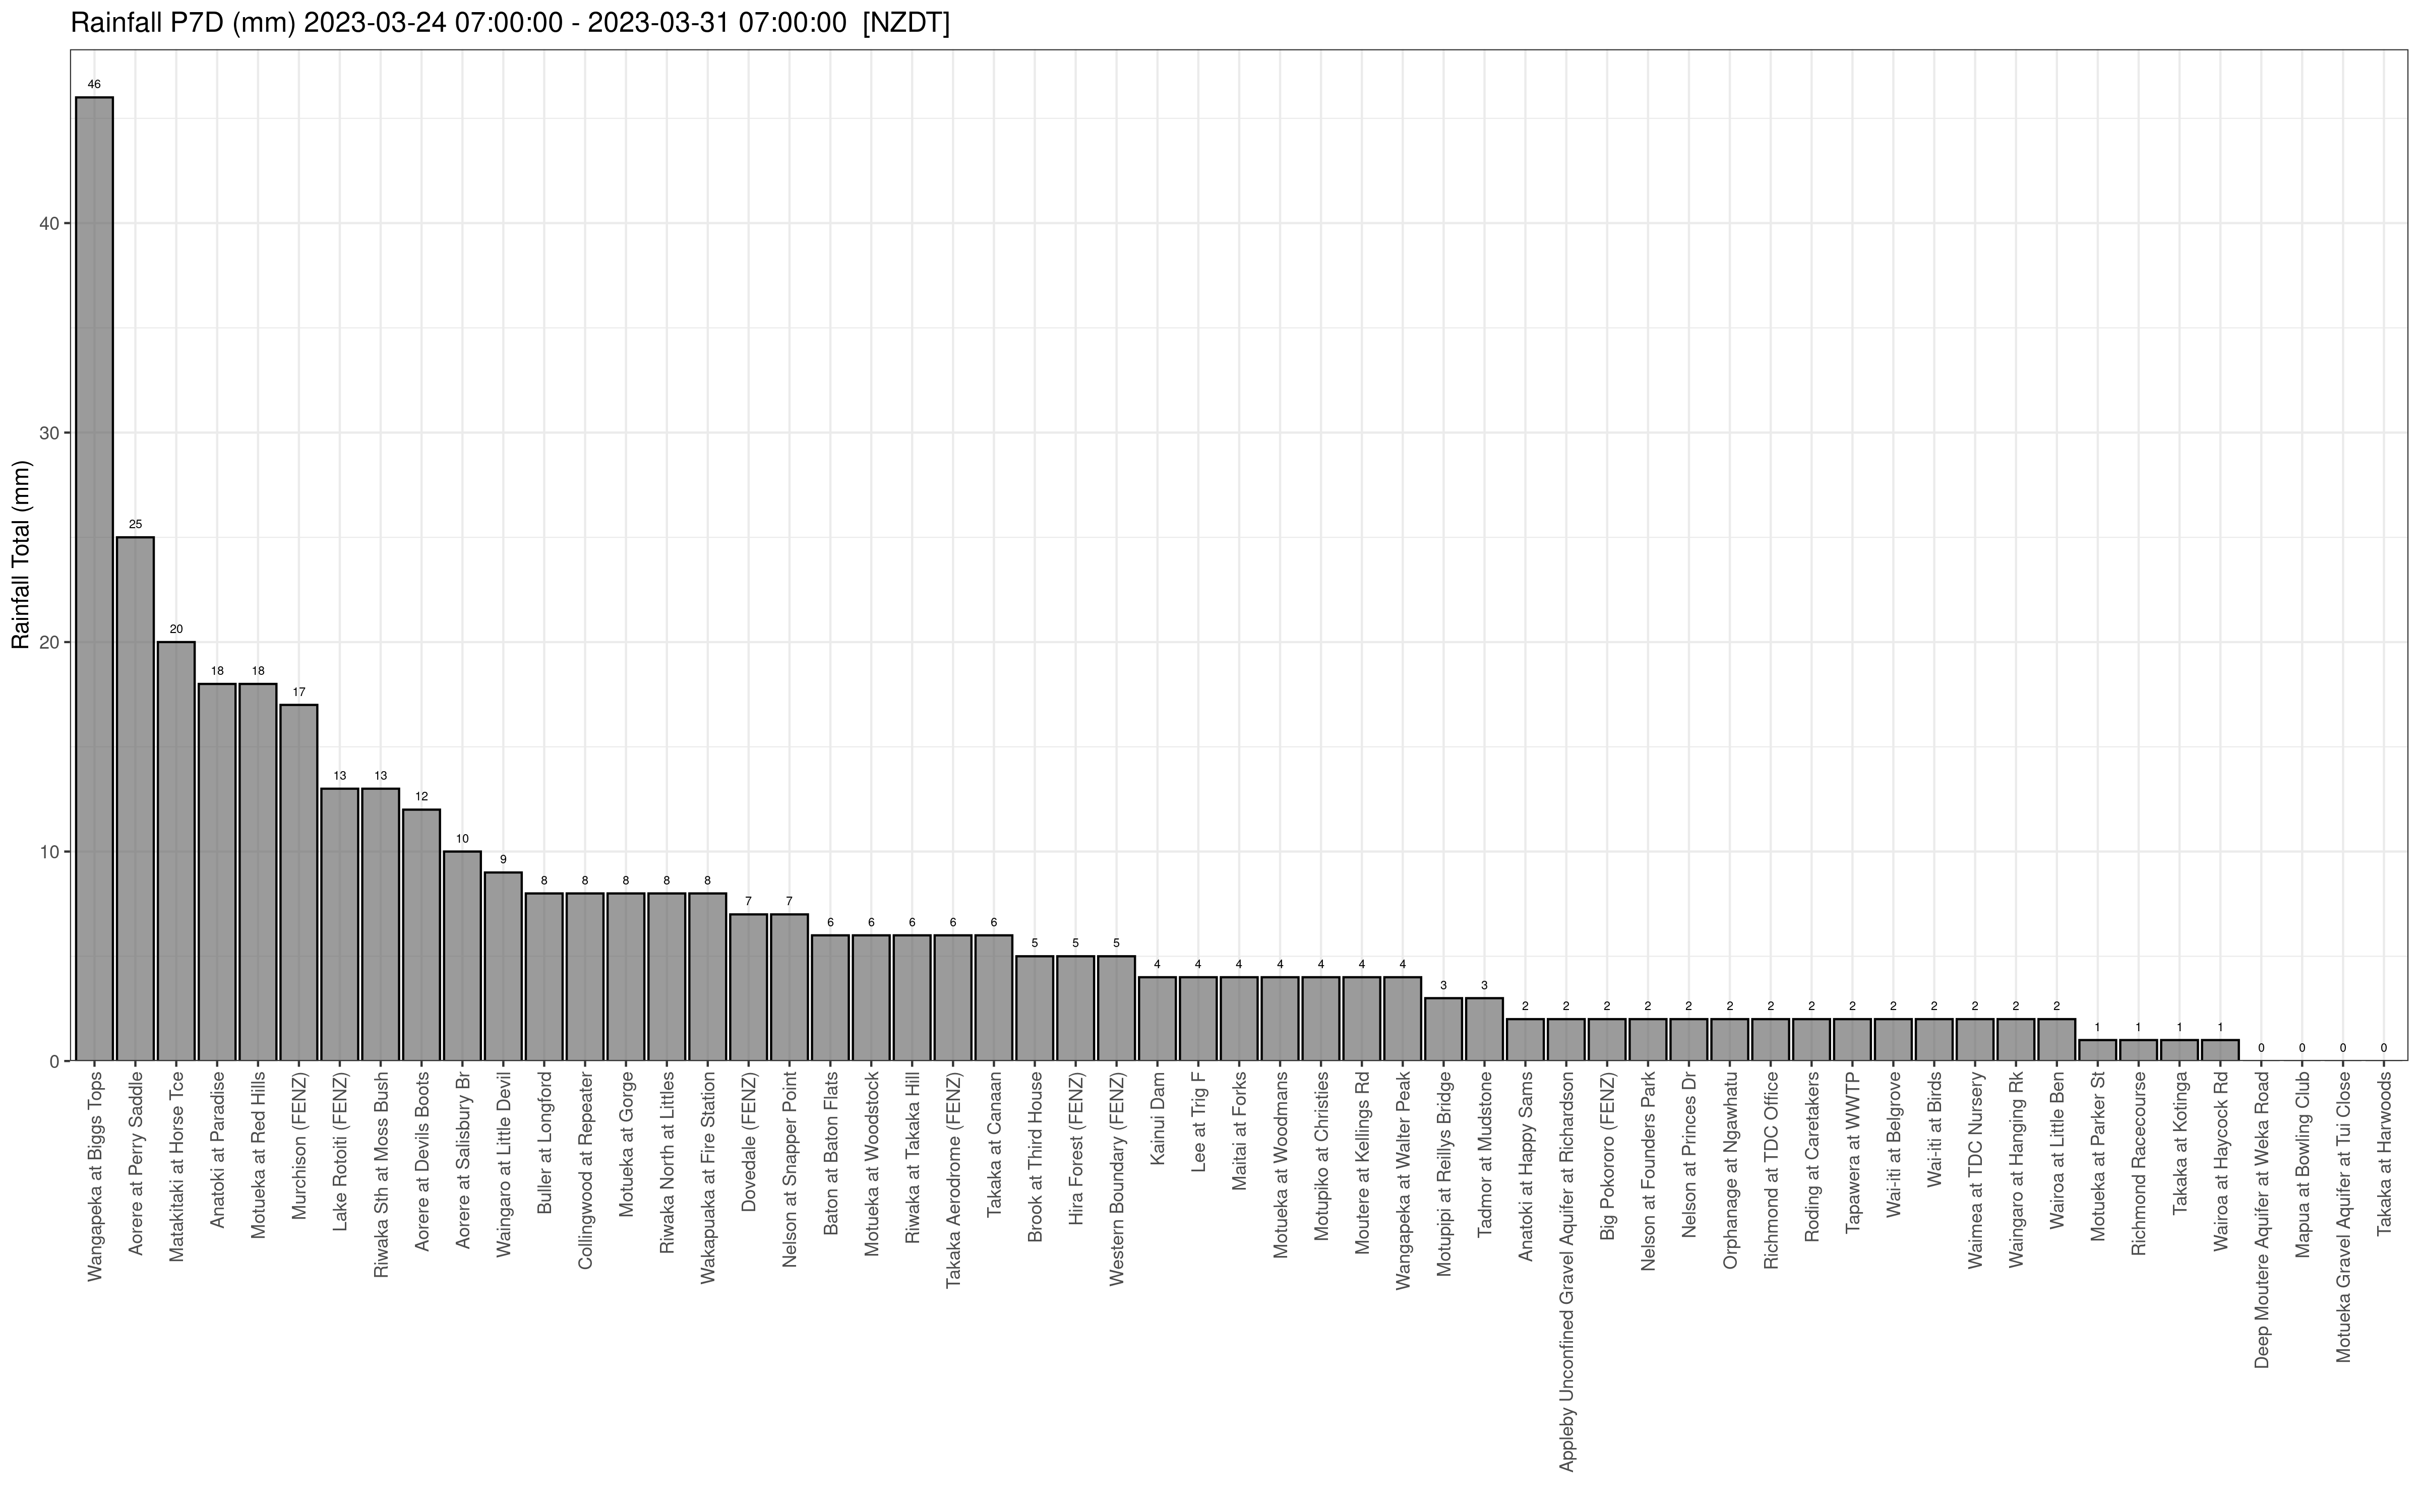 Rainfall P7D (mm) 2023-03-24 07:00:00 - 2023-03-31 07:00:00  [NZDT]
Rainfall Total (mm)
40
30
20
10
0
46
25
20
18
18
17
13
13
12
10
9
8
8
8
8
8
7
7
6
6
6
6
6
5
5
5
4
4
4
4
4
4
4
3
3
2
2
2
2
2
2
2
2
2
2
2
2
2
2
1
1
1
1
0
0
0
0
Wangapeka at Biggs Tops
Aorere at Perry Saddle
Matakitaki at Horse Tce
Anatoki at Paradise
Motueka at Red Hills
Murchison (FENZ)
Lake Rotoiti (FENZ)
Riwaka Sth at Moss Bush
Aorere at Devils Boots
Aorere at Salisbury Br
Waingaro at Little Devil
Buller at Longford
Collingwood at Repeater
Motueka at Gorge
Riwaka North at Littles
Wakapuaka at Fire Station
Dovedale (FENZ)
Nelson at Snapper Point
Baton at Baton Flats
Motueka at Woodstock
Riwaka at Takaka Hill
Takaka Aerodrome (FENZ)
Takaka at Canaan
Brook at Third House
Hira Forest (FENZ)
Western Boundary (FENZ)
Kainui Dam
Lee at Trig F
Maitai at Forks
Motueka at Woodmans
Motupiko at Christies
Moutere at Kellings Rd
Wangapeka at Walter Peak
Motupipi at Reillys Bridge
Tadmor at Mudstone
Anatoki at Happy Sams
Appleby Unconfined Gravel Aquifer at Richardson
Big Pokororo (FENZ)
Nelson at Founders Park
Nelson at Princes Dr
Orphanage at Ngawhatu
Richmond at TDC Office
Roding at Caretakers
Tapawera at WWTP
Wai-iti at Belgrove
Wai-iti at Birds
Waimea at TDC Nursery
Waingaro at Hanging Rk
Wairoa at Little Ben
Motueka at Parker St
Richmond Racecourse
Takaka at Kotinga
Wairoa at Haycock Rd
Deep Moutere Aquifer at Weka Road
Mapua at Bowling Club
Motueka Gravel Aquifer at Tui Close
Takaka at Harwoods